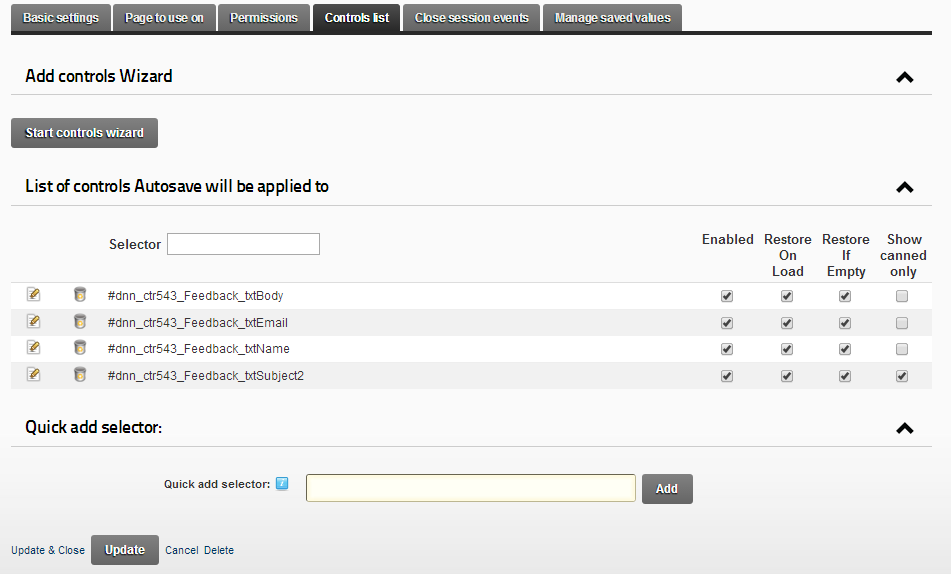 Basic settings Page to use on Permissions Controls list Close session events Manage saved values
Add controls Wizard
Start controls wizard
List of controls Autosave will be applied to
Selector Enabled Restore On Load Restore If Empty Show canned only
#dnn_ctr543_Feedback_txtBody
#dnn_ctr543_Feedback_txtEmail
#dnn_ctr543_Feedback_txtName
#dnn_ctr543_Feedback_txtSubject2
Quick add selector:
Quick add selector: Add
Update & Close Update Cancel Delete